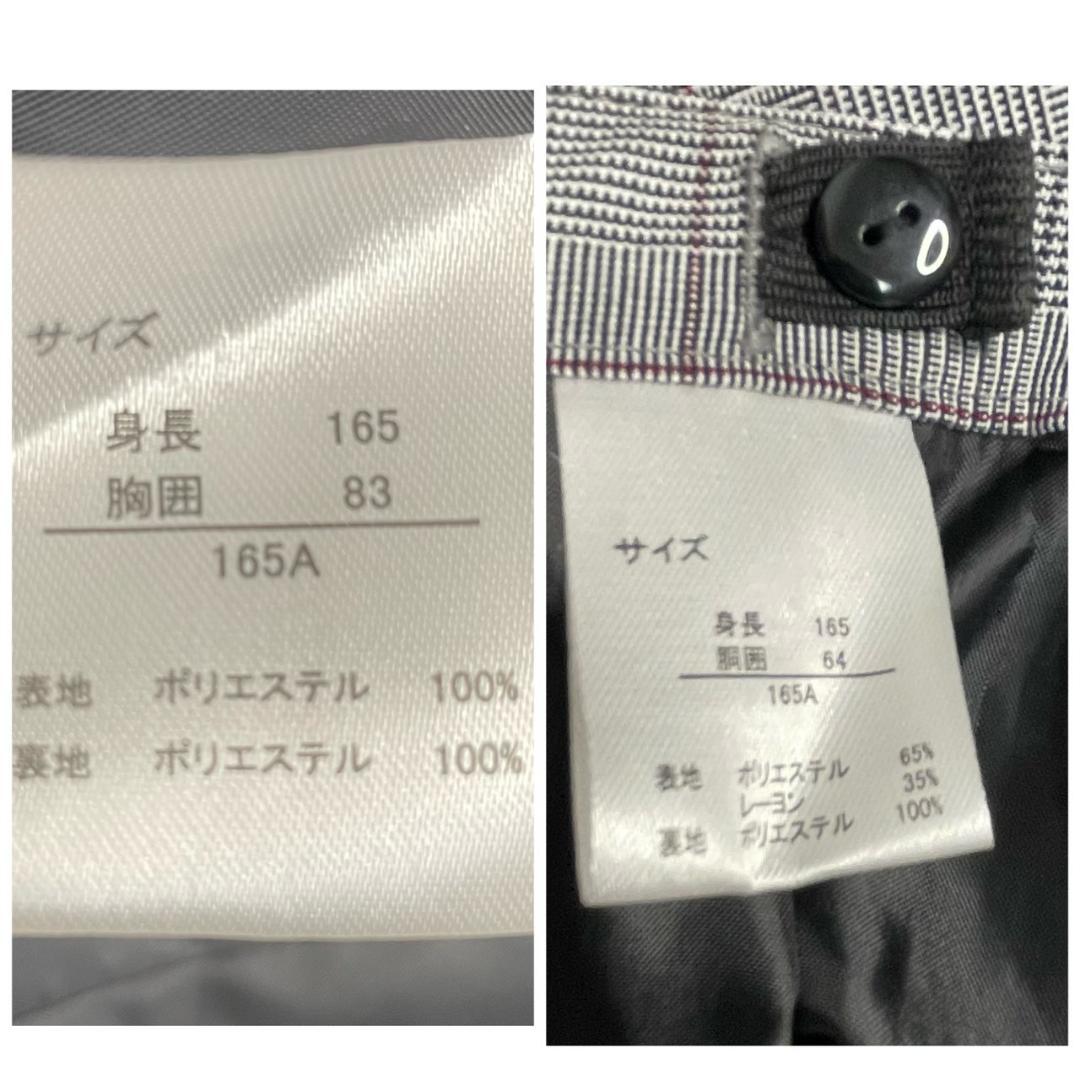 サイズ
身長 165
胸囲 83
165A
表地 ポリエステル 100%
裏地 ポリエステル 100%
サイズ
身長 165
胴囲 64
165A
表地 ポリエステル 65%
レーヨン 35%
裏地 ポリエステル 100%